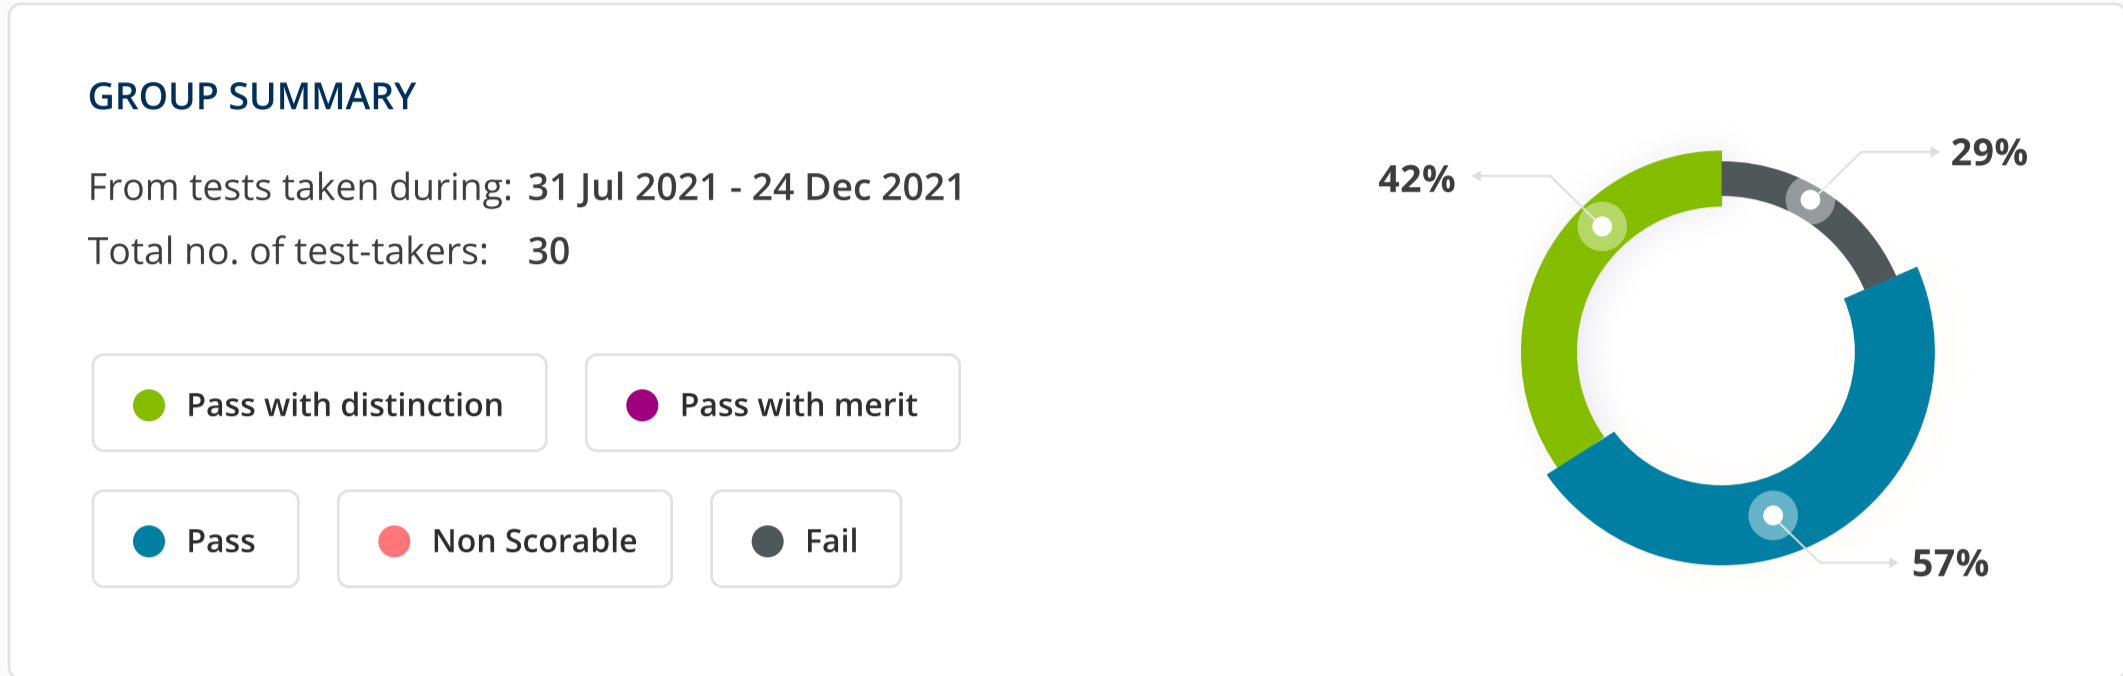 GROUP SUMMARY
From tests taken during: 31 Jul 2021 - 24 Dec 2021
Total no. of test-takers: 30
Pass with distinction
Pass with merit
Pass
Non Scorable
Fail
42%
29%
57%